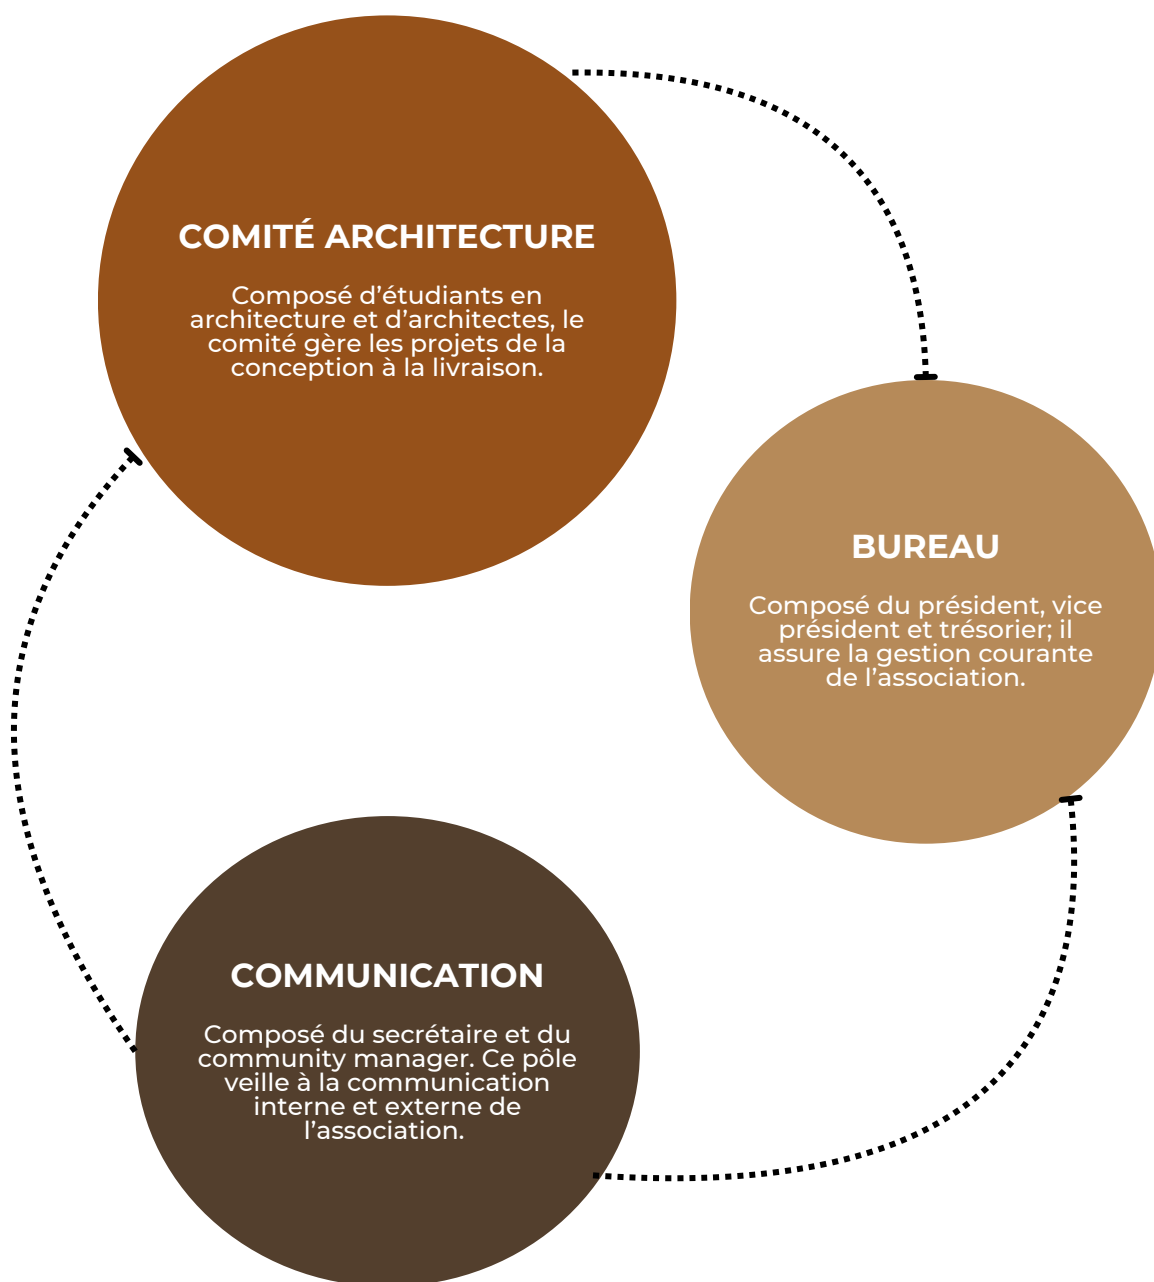 COMITÉ ARCHITECTURE
Composé d’étudiants en
architecture et d’architectes, le
comité gère les projets de la
conception à la livraison.
BUREAU
Composé du président, vice
président et trésorier; il
assure la gestion courante
de l’association.
COMMUNICATION
Composé du secrétaire et du
community manager. Ce pôle
veille à la communication
interne et externe de
l’association.